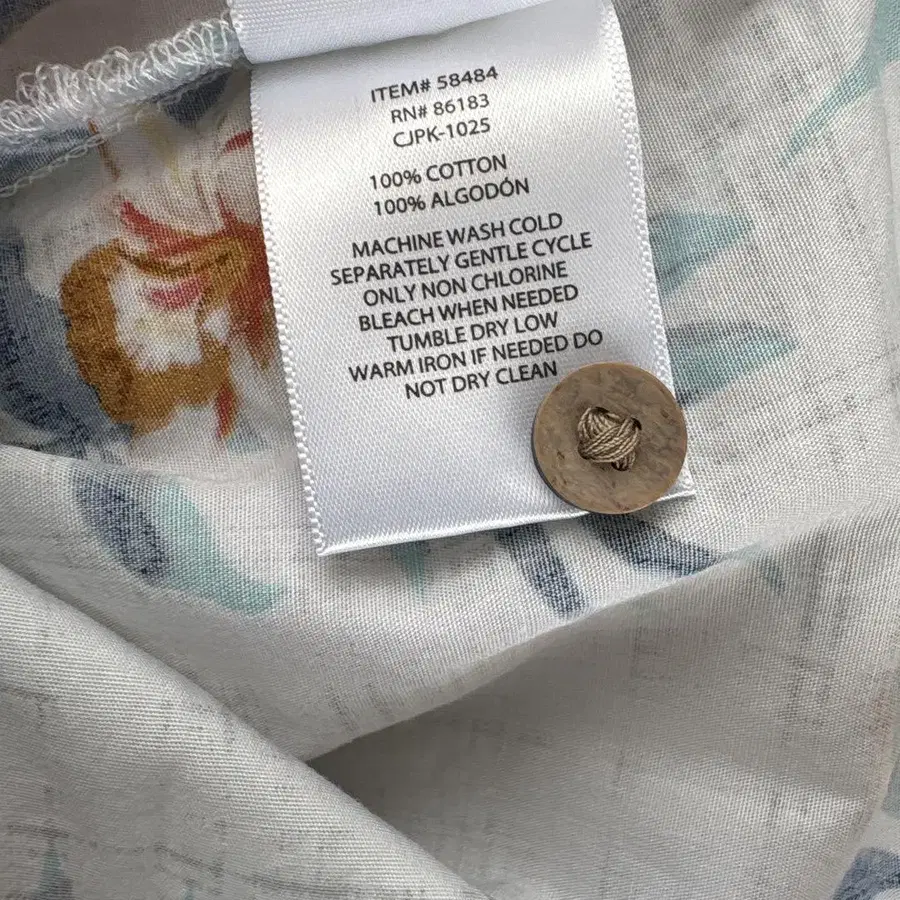 ITEM# 58484
RN# 86183
CJPK-1025
100% COTTON
100% ALGODÓN
MACHINE WASH COLD
SEPARATELY GENTLE CYCLE
ONLY NON CHLORINE
BLEACH WHEN NEEDED
TUMBLE DRY LOW
WARM IRON IF NEEDED DO
NOT DRY CLEAN